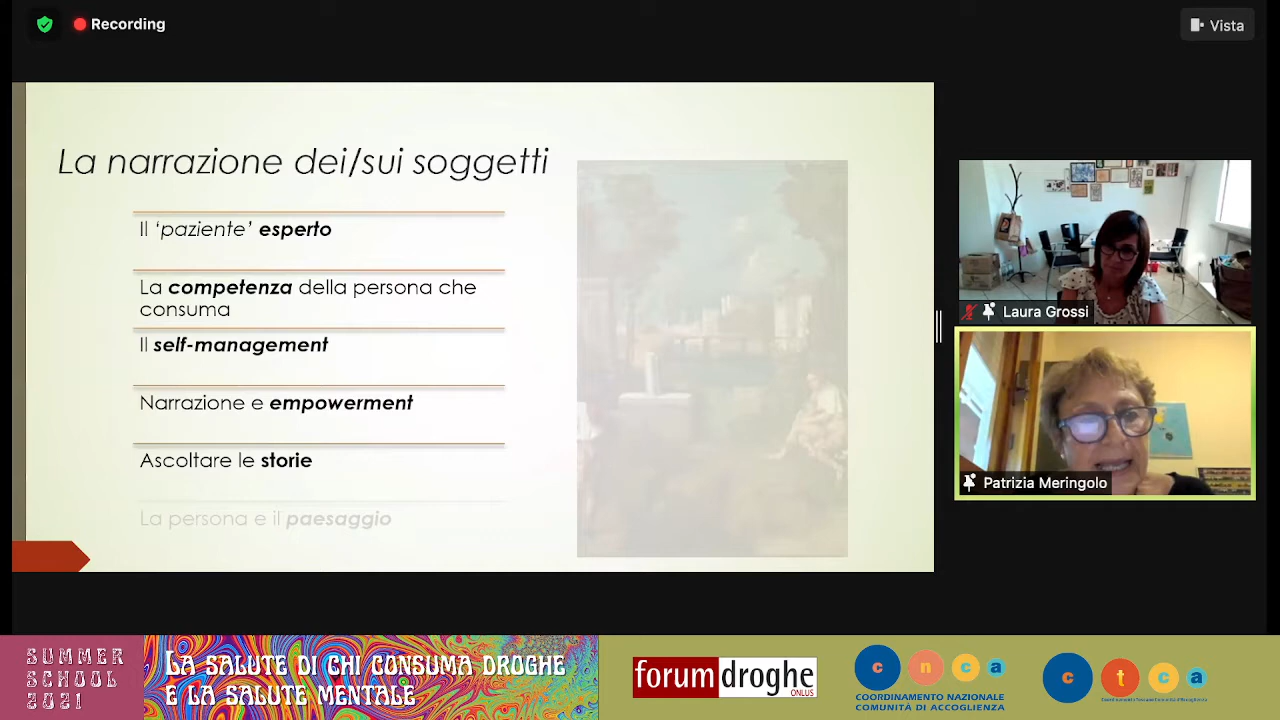 Recording
Vista
La narrazione dei/sui soggetti
Il ‘paziente’ esperto
La competenza della persona che
consuma
Il self-management
Narrazione e empowerment
Ascoltare le storie
La persona e il paesaggio
Laura Grossi
Patrizia Meringolo
SUMMER
SCHOOL
2021
LA SALUTE DI CHI CONSUMA DROGHE
E LA SALUTE MENTALE
forumdroghe
ONLUS
c n c a
COORDINAMENTO NAZIONALE
COMUNITÀ DI ACCOGLIENZA
c t c a